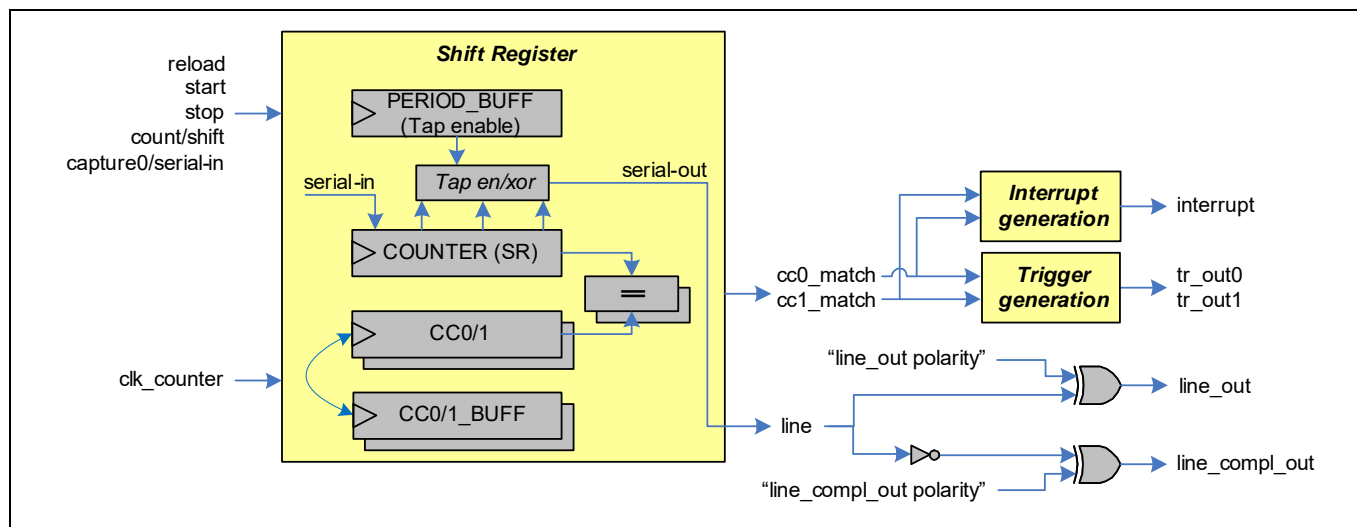 Shift Register
reload
start
stop
count/shift
capture0/serial-in
PERIOD_BUFF
(Tap enable)
serial-in
Tap en/xor
serial-out
COUNTER (SR)
=
CC0/1
CC0/1_BUFF
clk_counter
cc0_match
cc1_match
Interrupt
generation
interrupt
Trigger
generation
tr_out0
tr_out1
“line_out polarity”
line_out
line
line_compl_out
“line_compl_out polarity”